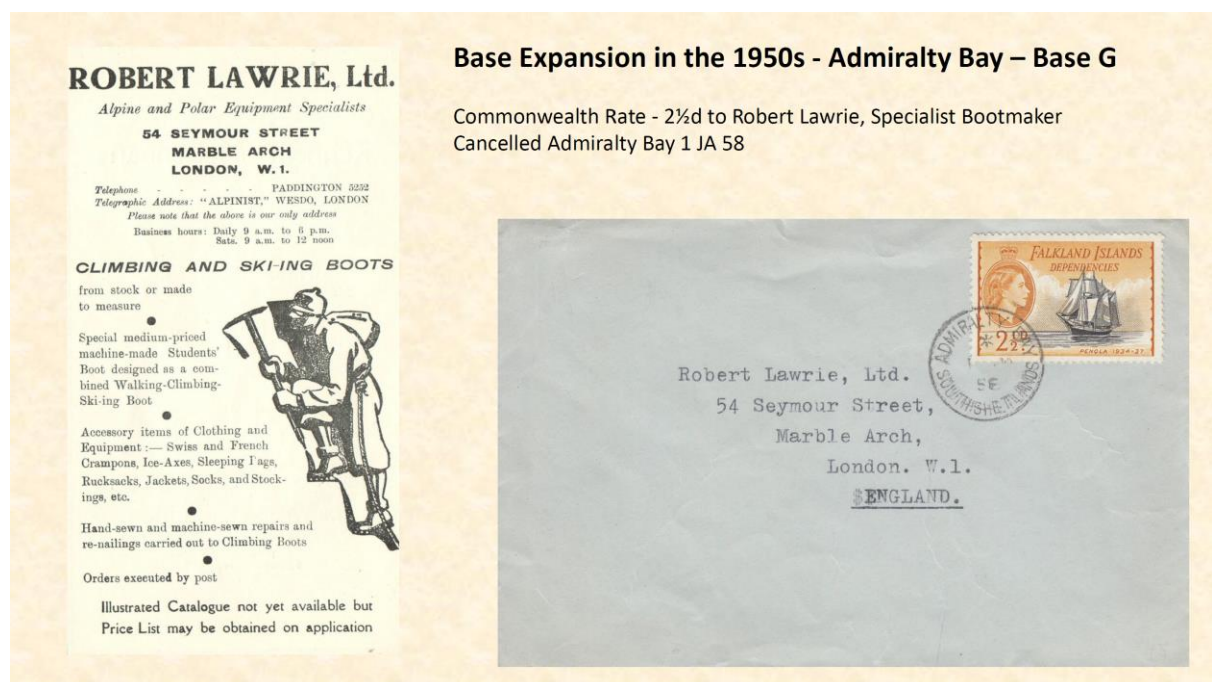 ROBERT LAWRIE, Ltd.
Alpine and Polar Equipment Specialists
54 SEYMOUR STREET
MARBLE ARCH
LONDON, W.1.
Telephone - - - - - PADDINGTON 5252
Telegraphic Address: "ALPINIST," WESDO, LONDON
Please note that the above is our only address
Business hours: Daily 9 a.m. to 6 p.m.
Sats. 9 a.m. to 12 noon
CLIMBING AND SKI-ING BOOTS
from stock or made
to measure
Special medium-priced
machine-made Students'
Boot designed as a com-
bined Walking-Climbing-
Ski-ing Boot
Accessory items of Clothing and
Equipment :— Swiss and French
Crampons, Ice-Axes, Sleeping Bags,
Rucksacks, Jackets, Socks, and Stock-
ings, etc.
Hand-sewn and machine-sewn repairs and
re-nailings carried out to Climbing Boots
Orders executed by post
Illustrated Catalogue not yet available but
Price List may be obtained on application
Base Expansion in the 1950s - Admiralty Bay – Base G
Commonwealth Rate - 2½d to Robert Lawrie, Specialist Bootmaker
Cancelled Admiralty Bay 1 JA 58
FALKLAND ISLANDS
DEPENDENCIES
2½D
PENOLA·1934-37
ADMIRALTY BAY
58
SOUTH SHETLANDS
Robert Lawrie, Ltd.
54 Seymour Street,
Marble Arch,
London. W.1.
ENGLAND.